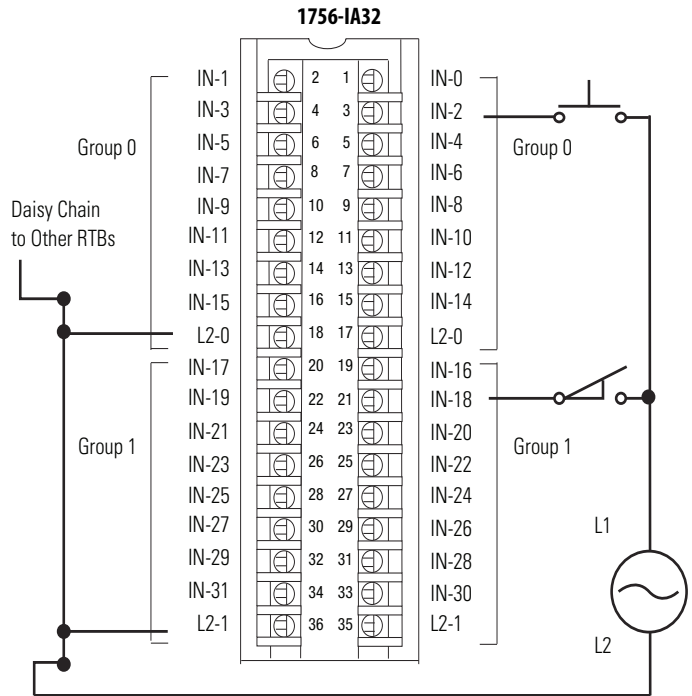 1756-IA32
IN-1 2 1 IN-0
IN-3 4 3 IN-2
IN-5 6 5 IN-4
Group 0 Group 0
IN-7 8 7 IN-6
IN-9 10 9 IN-8
Daisy Chain
to Other RTBs
IN-11 12 11 IN-10
IN-13 14 13 IN-12
IN-15 16 15 IN-14
L2-0 18 17 L2-0
IN-17 20 19 IN-16
IN-19 22 21 IN-18
IN-21 24 23 IN-20
Group 1 Group 1
IN-23 26 25 IN-22
IN-25 28 27 IN-24
IN-27 30 29 IN-26
L1
IN-29 32 31 IN-28
IN-31 34 33 IN-30
L2-1 36 35 L2-1
L2